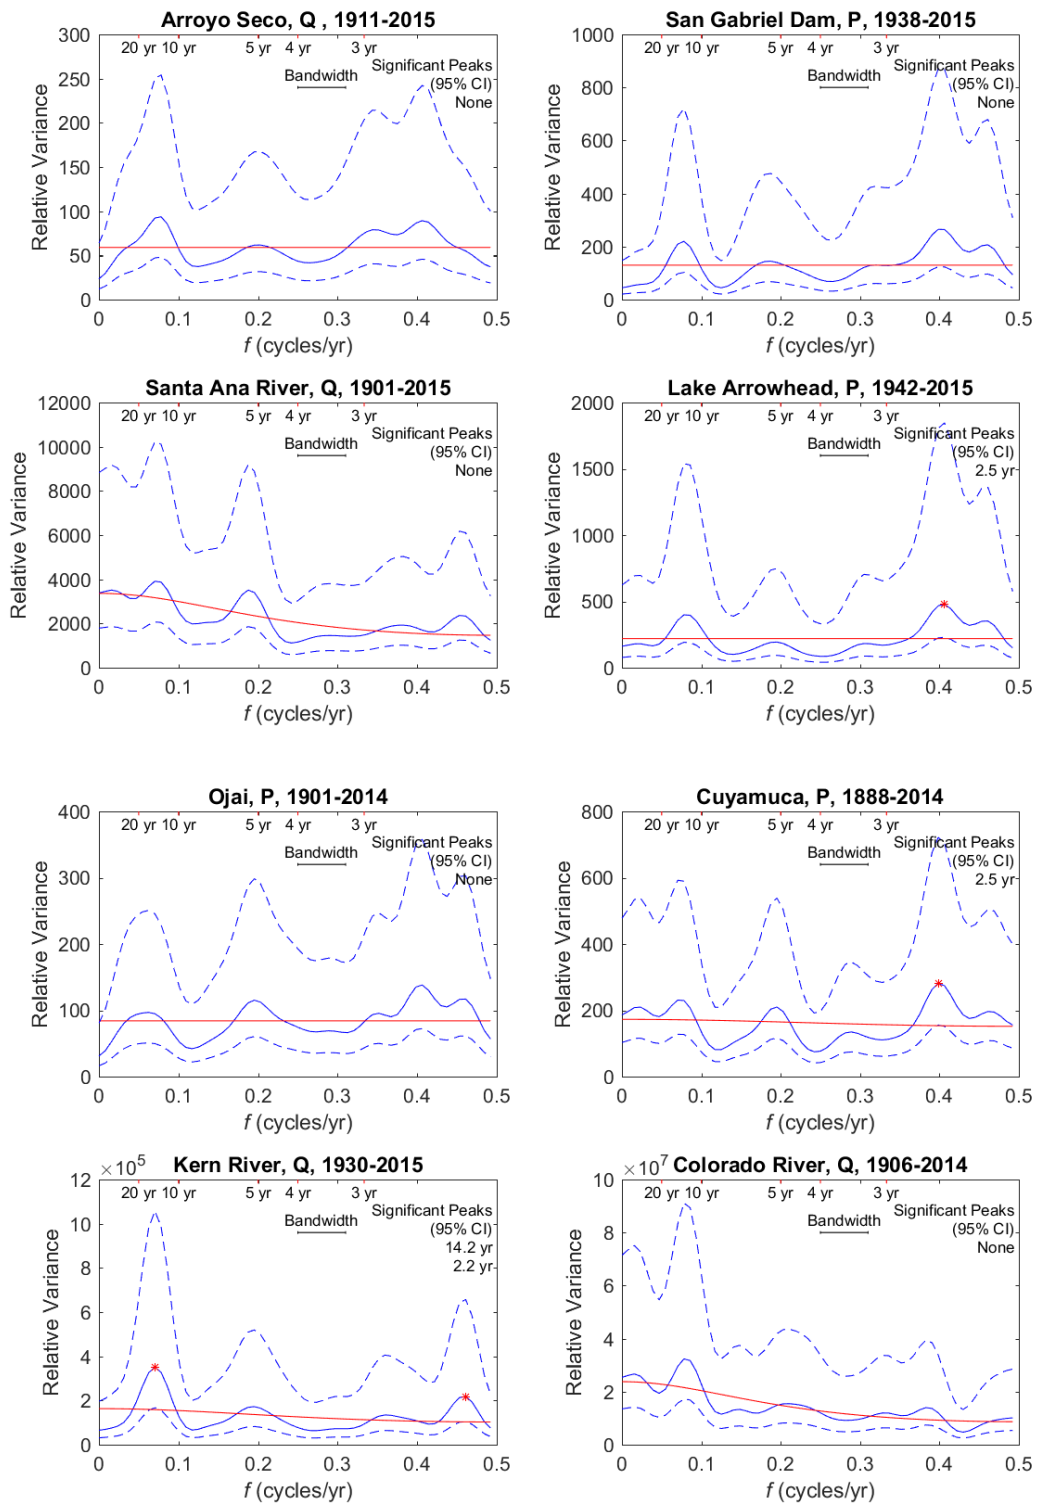 Arroyo Seco, Q , 1911-2015
300
250
200
150
100
50
0
20 yr 10 yr 5 yr 4 yr 3 yr
Bandwidth
Significant Peaks
(95% CI)
None
Relative Variance
0 0.1 0.2 0.3 0.4 0.5
f (cycles/yr)
San Gabriel Dam, P, 1938-2015
1000
800
600
400
200
0
20 yr 10 yr 5 yr 4 yr 3 yr
Bandwidth
Significant Peaks
(95% CI)
None
Relative Variance
0 0.1 0.2 0.3 0.4 0.5
f (cycles/yr)
Santa Ana River, Q, 1901-2015
12000
10000
8000
6000
4000
2000
0
20 yr 10 yr 5 yr 4 yr 3 yr
Bandwidth
Significant Peaks
(95% CI)
None
Relative Variance
0 0.1 0.2 0.3 0.4 0.5
f (cycles/yr)
Lake Arrowhead, P, 1942-2015
2000
1500
1000
500
0
20 yr 10 yr 5 yr 4 yr 3 yr
Bandwidth
Significant Peaks
(95% CI)
2.5 yr
Relative Variance
0 0.1 0.2 0.3 0.4 0.5
f (cycles/yr)
Ojai, P, 1901-2014
400
300
200
100
0
20 yr 10 yr 5 yr 4 yr 3 yr
Bandwidth
Significant Peaks
(95% CI)
None
Relative Variance
0 0.1 0.2 0.3 0.4 0.5
f (cycles/yr)
Cuyamuca, P, 1888-2014
800
600
400
200
0
20 yr 10 yr 5 yr 4 yr 3 yr
Bandwidth
Significant Peaks
(95% CI)
2.5 yr
Relative Variance
0 0.1 0.2 0.3 0.4 0.5
f (cycles/yr)
Kern River, Q, 1930-2015
×10⁵
12
10
8
6
4
2
0
20 yr 10 yr 5 yr 4 yr 3 yr
Bandwidth
Significant Peaks
(95% CI)
14.2 yr
2.2 yr
Relative Variance
0 0.1 0.2 0.3 0.4 0.5
f (cycles/yr)
Colorado River, Q, 1906-2014
×10⁷
10
8
6
4
2
0
20 yr 10 yr 5 yr 4 yr 3 yr
Bandwidth
Significant Peaks
(95% CI)
None
Relative Variance
0 0.1 0.2 0.3 0.4 0.5
f (cycles/yr)